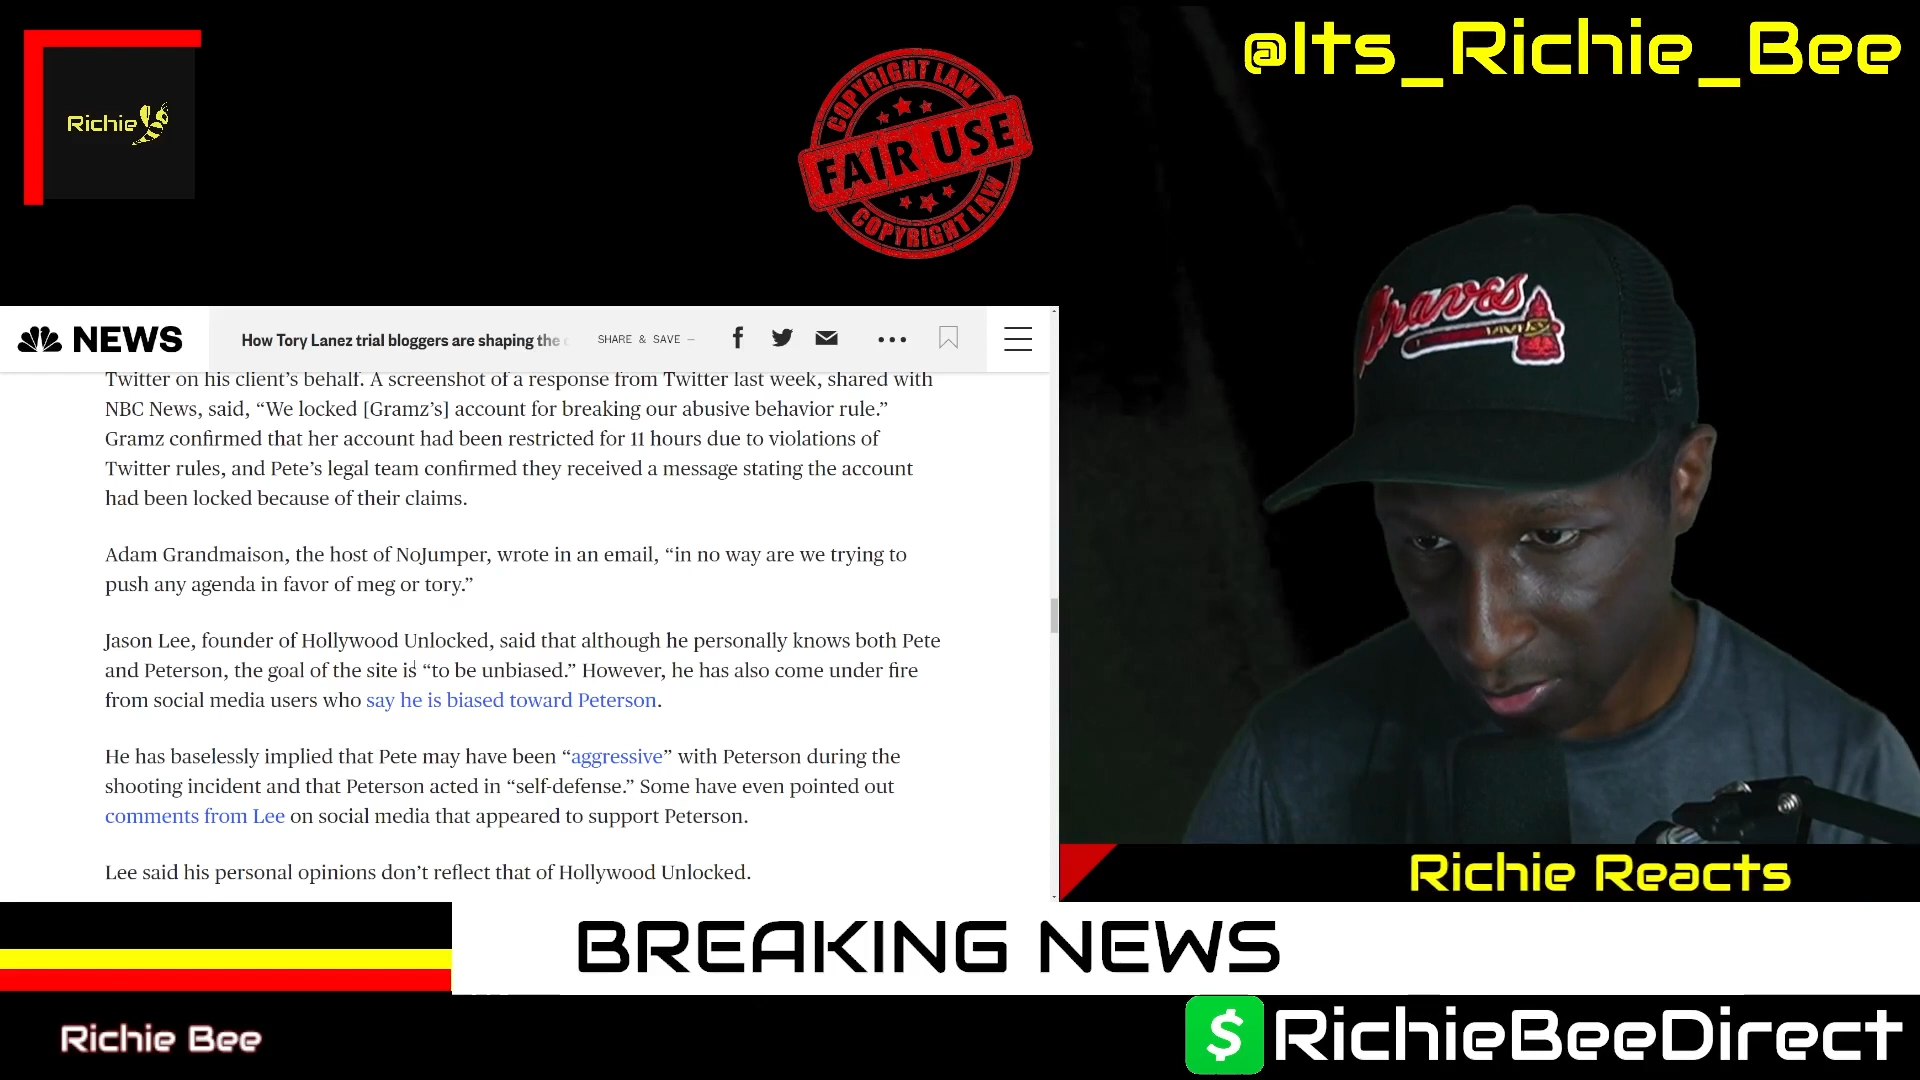 Richie
COPYRIGHT LAW
FAIR USE
COPYRIGHT LAW
@Its_Richie_Bee
NEWS
How Tory Lanez trial bloggers are shaping the
SHARE & SAVE —
Twitter on his client’s behalf. A screenshot of a response from Twitter last week, shared with
NBC News, said, “We locked [Gramz’s] account for breaking our abusive behavior rule.”
Gramz confirmed that her account had been restricted for 11 hours due to violations of
Twitter rules, and Pete’s legal team confirmed they received a message stating the account
had been locked because of their claims.
Adam Grandmaison, the host of NoJumper, wrote in an email, “in no way are we trying to
push any agenda in favor of meg or tory.”
Jason Lee, founder of Hollywood Unlocked, said that although he personally knows both Pete
and Peterson, the goal of the site is “to be unbiased.” However, he has also come under fire
from social media users who say he is biased toward Peterson.
He has baselessly implied that Pete may have been “aggressive” with Peterson during the
shooting incident and that Peterson acted in “self-defense.” Some have even pointed out
comments from Lee on social media that appeared to support Peterson.
Lee said his personal opinions don’t reflect that of Hollywood Unlocked.
Braves
Richie Reacts
BREAKING NEWS
Richie Bee
$RichieBeeDirect